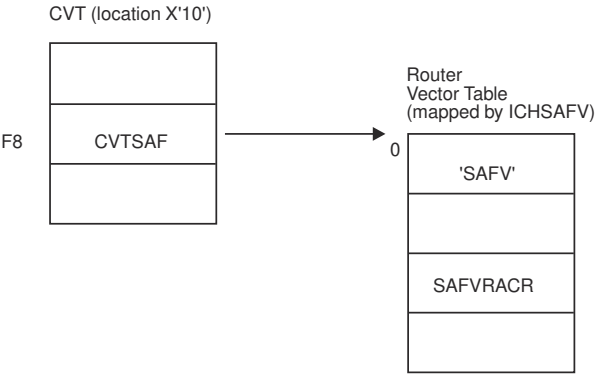 CVT (location X'10')
Router
Vector Table
(mapped by ICHSAFV)
F8
CVTSAF
0
'SAFV'
SAFVRACR